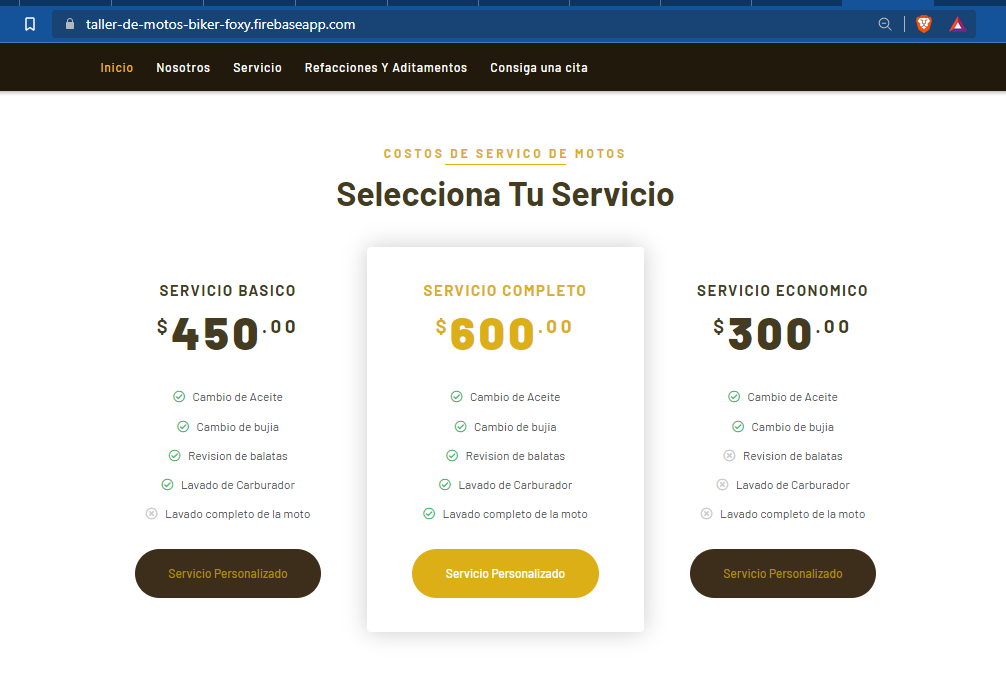 taller-de-motos-biker-foxy.firebaseapp.com
Inicio Nosotros Servicio Refacciones Y Aditamentos Consiga una cita
COSTOS DE SERVICO DE MOTOS
Selecciona Tu Servicio
SERVICIO BASICO
$450.00
Cambio de Aceite
Cambio de bujia
Revision de balatas
Lavado de Carburador
Lavado completo de la moto
Servicio Personalizado
SERVICIO COMPLETO
$600.00
Cambio de Aceite
Cambio de bujia
Revision de balatas
Lavado de Carburador
Lavado completo de la moto
Servicio Personalizado
SERVICIO ECONOMICO
$300.00
Cambio de Aceite
Cambio de bujia
Revision de balatas
Lavado de Carburador
Lavado completo de la moto
Servicio Personalizado